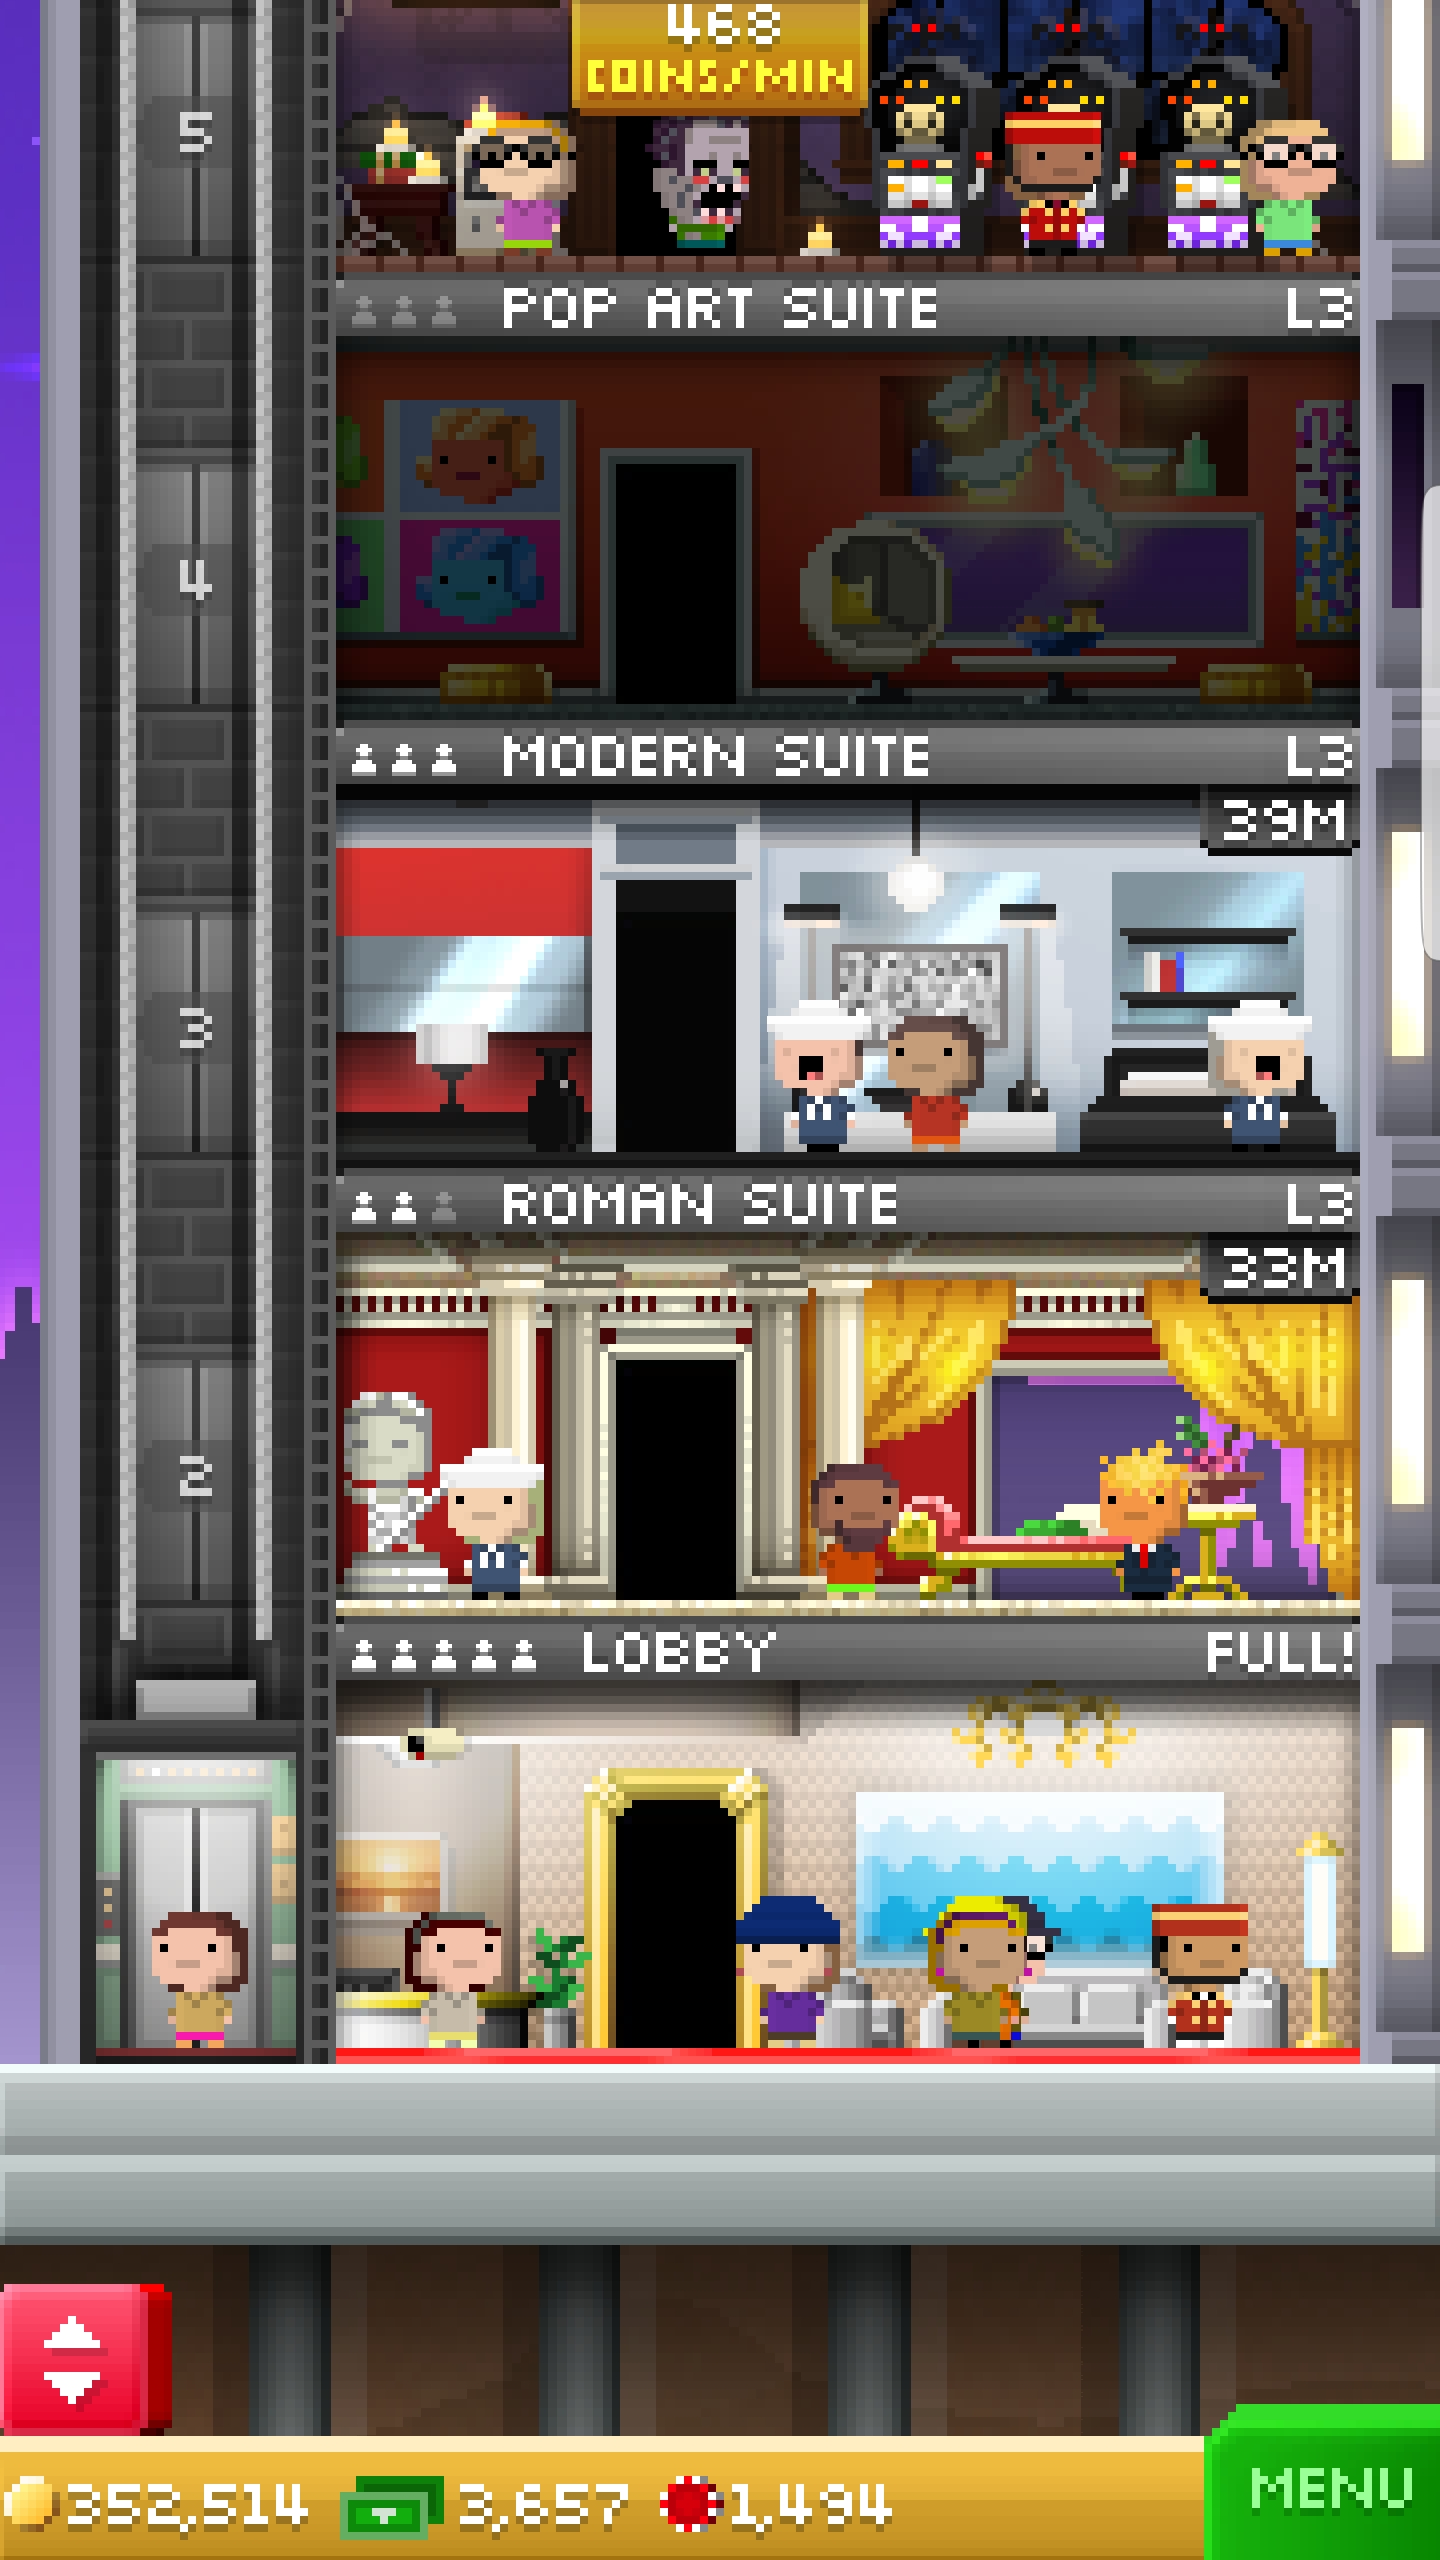 468
COINS/MIN
5
POP ART SUITE L3
4
MODERN SUITE L3
39M
3
ROMAN SUITE L3
33M
2
LOBBY FULL!
352,514 3,657 1,494
MENU